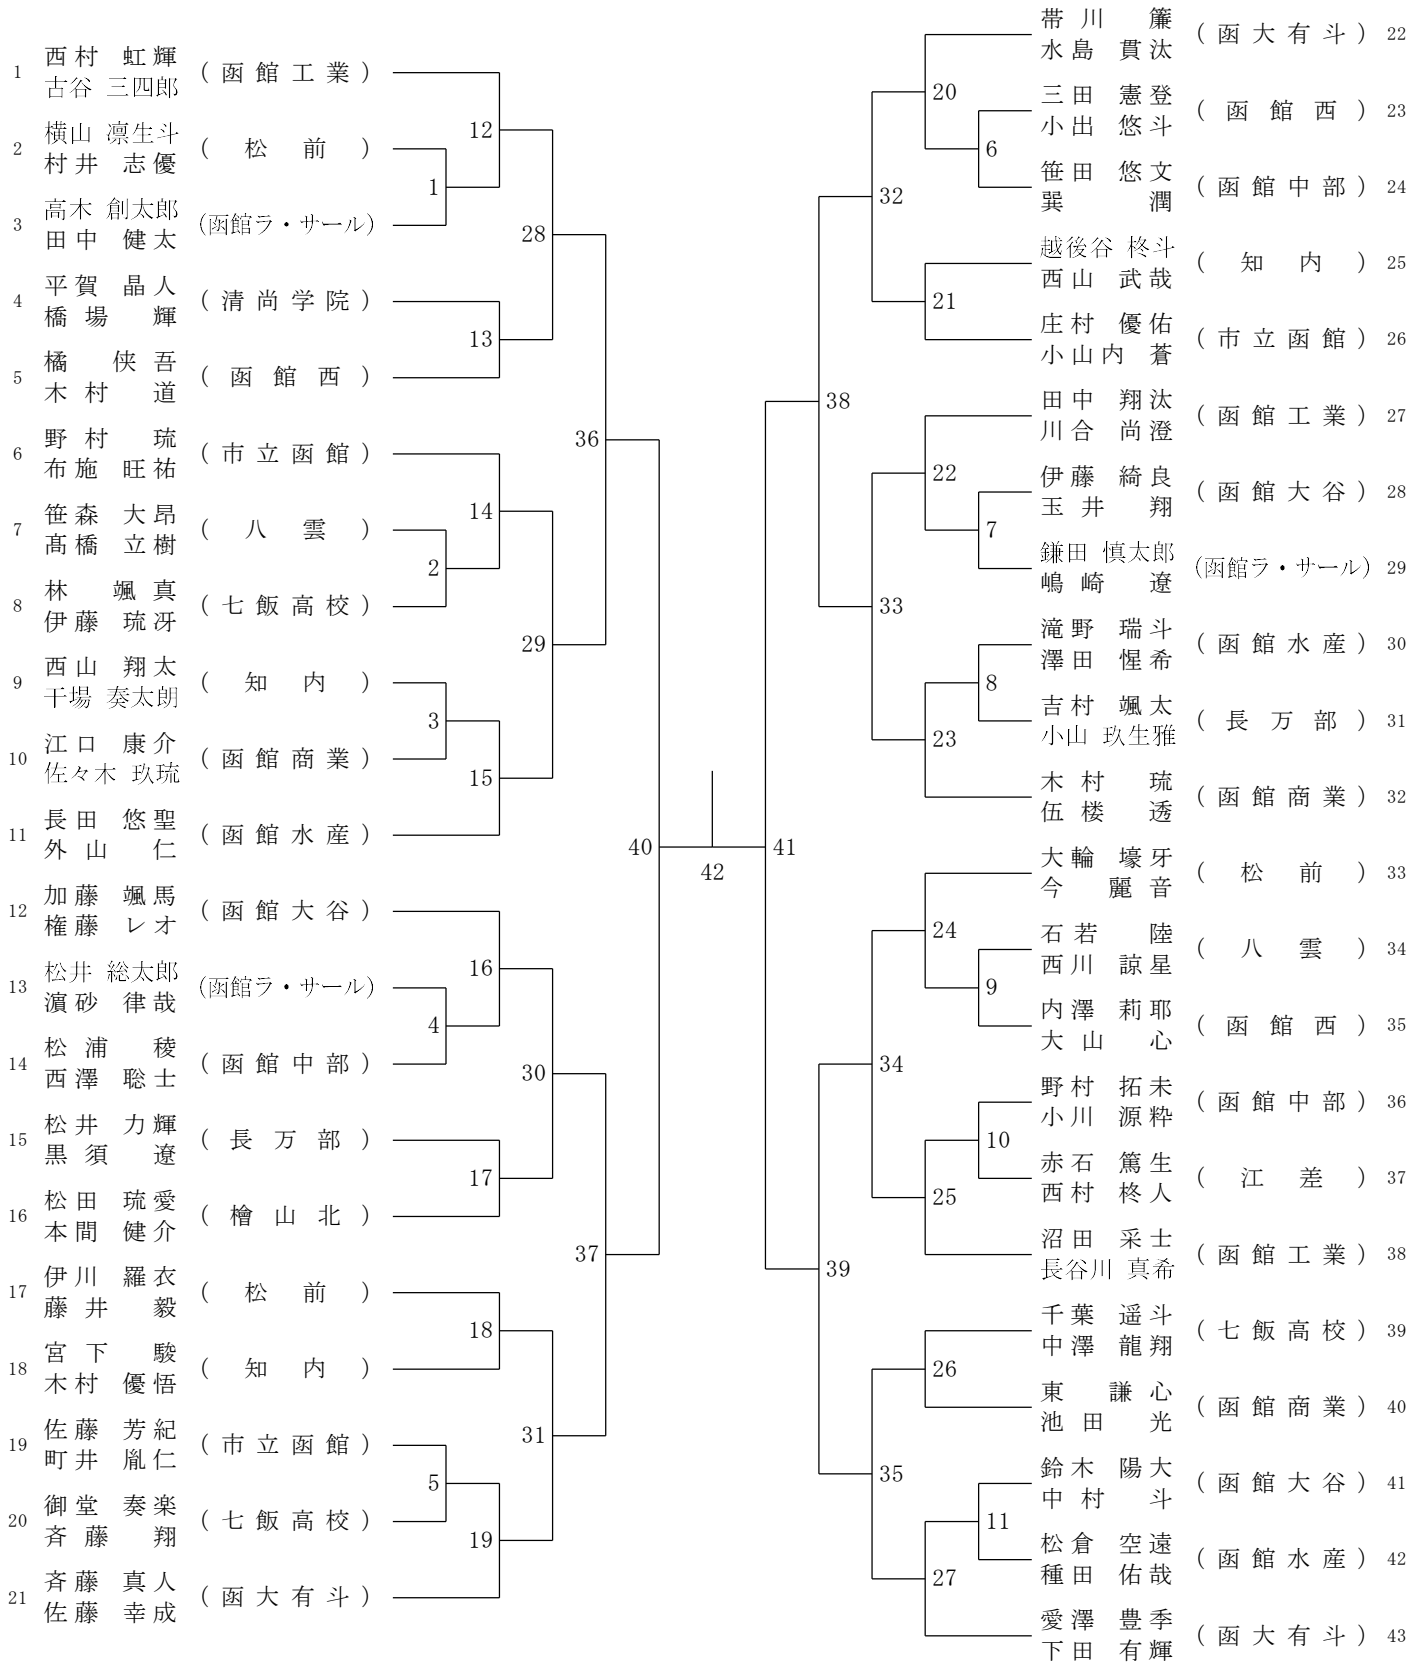 1 西村 虹輝 (函館工業)
古谷 三四郎
2 横山 凛生斗 (松前)
村井 志優
3 高木 創太郎 (函館ラ・サール)
田中 健太
4 平賀 晶人 (清尚学院)
橋場 輝
5 橘 侠吾 (函館西)
木村 道
6 野村 琉 (市立函館)
布施 旺祐
7 笹森 大昂 (八雲)
髙橋 立樹
8 林 颯真 (七飯高校)
伊藤 琉冴
9 西山 翔太 (知内)
干場 奏太朗
10 江口 康介 (函館商業)
佐々木 玖琉
11 長田 悠聖 (函館水産)
外山 仁
12 加藤 颯馬 (函館大谷)
権藤 レオ
13 松井 総太郎 (函館ラ・サール)
濵砂 律哉
14 松浦 稜 (函館中部)
西澤 聡士
15 松井 力輝 (長万部)
黒須 遼
16 松田 琉愛 (檜山北)
本間 健介
17 伊川 羅衣 (松前)
藤井 毅
18 宮下 駿 (知内)
木村 優悟
19 佐藤 芳紀 (市立函館)
町井 胤仁
20 御堂 奏楽 (七飯高校)
斉藤 翔
21 斉藤 真人 (函大有斗)
佐藤 幸成
1
2
3
4
5
12
13
14
15
16
17
18
19
28
29
30
31
36
37
40
42
41
38
39
32
33
34
35
20
21
22
23
24
25
26
27
6
7
8
9
10
11
帯川 簾 (函大有斗) 22
水島 貫汰
三田 憲登 (函館西) 23
小出 悠斗
笹田 悠文 (函館中部) 24
巽 潤
越後谷 柊斗 (知内) 25
西山 武哉
庄村 優佑 (市立函館) 26
小山内 蒼
田中 翔汰 (函館工業) 27
川合 尚澄
伊藤 綺良 (函館大谷) 28
玉井 翔
鎌田 慎太郎 (函館ラ・サール) 29
嶋崎 遼
滝野 瑞斗 (函館水産) 30
澤田 惺希
吉村 颯太 (長万部) 31
小山 玖生雅
木村 琉 (函館商業) 32
伍楼 透
大輪 壕牙 (松前) 33
今 麗音
石若 陸 (八雲) 34
西川 諒星
内澤 莉耶 (函館西) 35
大山 心
野村 拓未 (函館中部) 36
小川 源粋
赤石 篤生 (江差) 37
西村 柊人
沼田 采士 (函館工業) 38
長谷川 真希
千葉 遥斗 (七飯高校) 39
中澤 龍翔
東 謙心 (函館商業) 40
池田 光
鈴木 陽大 (函館大谷) 41
中村 斗
松倉 空遠 (函館水産) 42
種田 佑哉
愛澤 豊季 (函大有斗) 43
下田 有輝